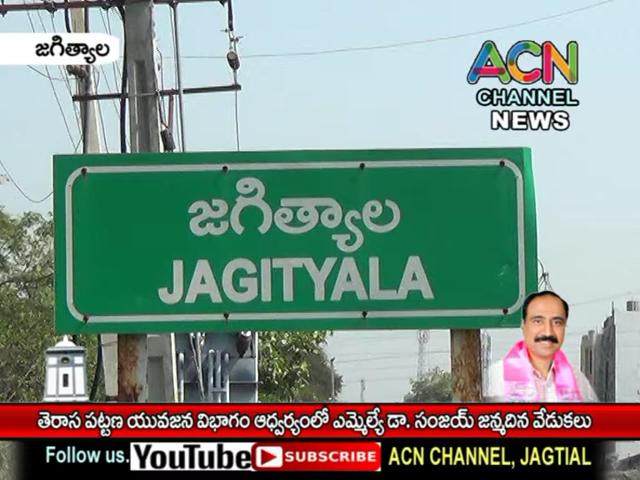 జగిత్యాల
ACN
CHANNEL
NEWS
జగిత్యాల
JAGITYALA
తెరాస పట్టణ యువజన విభాగం ఆధ్వర్యంలో ఎమ్మెల్యే డా. సంజయ్ జన్మదిన వేడుకలు
Follow us. YouTube SUBSCRIBE ACN CHANNEL, JAGTIAL